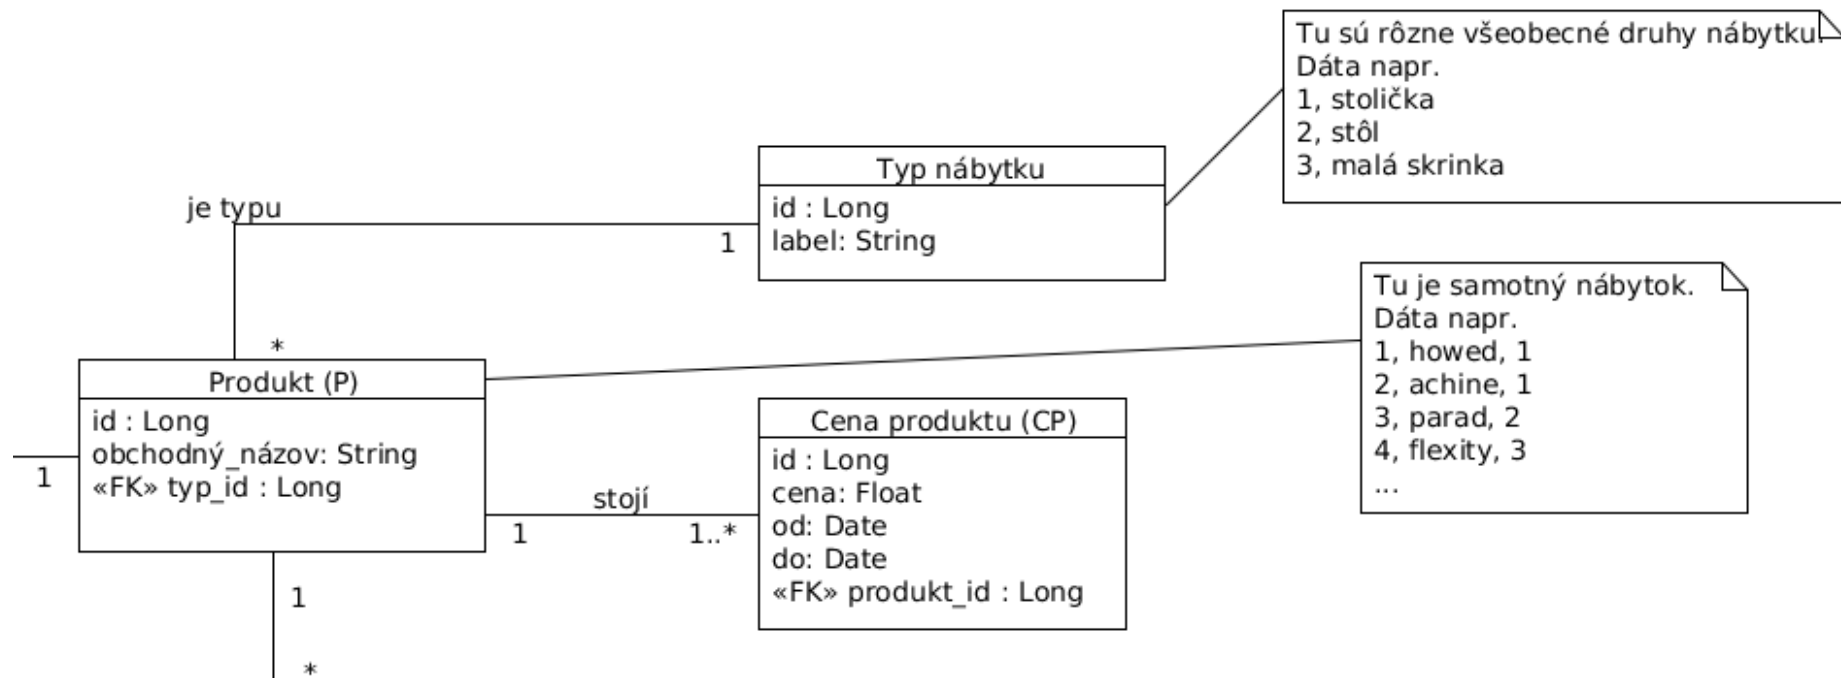 Tu sú rôzne všeobecné druhy nábytku.
Dáta napr.
1, stolička
2, stôl
3, malá skrinka
Typ nábytku
id : Long
label: String
je typu
1
*
Tu je samotný nábytok.
Dáta napr.
1, howed, 1
2, achine, 1
3, parad, 2
4, flexity, 3
...
Produkt (P)
id : Long
obchodný_názov: String
«FK» typ_id : Long
1
stojí
1
1..*
Cena produktu (CP)
id : Long
cena: Float
od: Date
do: Date
«FK» produkt_id : Long
1
*